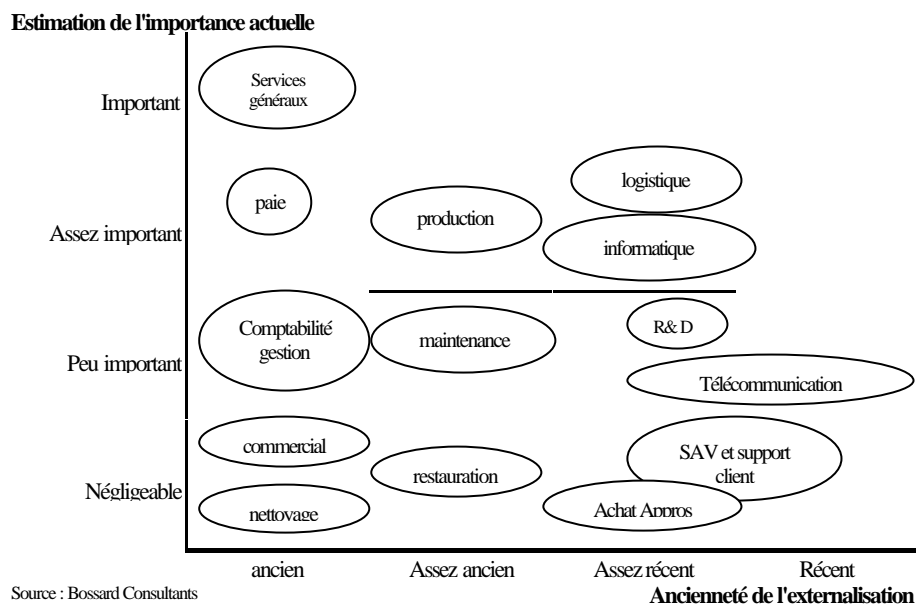 Estimation de l'importance actuelle
Services
généraux
Important
logistique
paie
production
Assez important
informatique
R& D
Comptabilité
gestion
maintenance
Peu important
Télécommunication
commercial
SAV et support
client
restauration
Négligeable
nettoyage
Achat Appros
ancien
Assez ancien
Assez récent
Récent
Source : Bossard Consultants
Ancienneté de l'externalisation